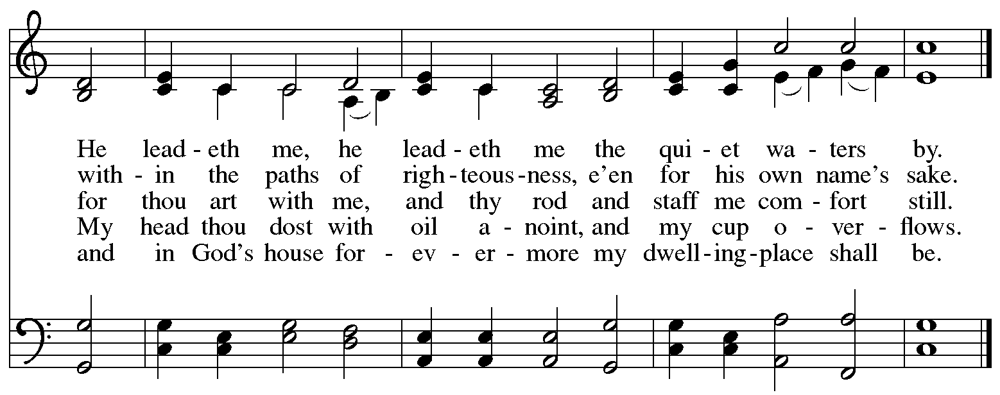 He lead - eth me, he lead - eth me the qui - et wa - ters by.
with - in the paths of righ - teous - ness, e’en for his own name’s sake.
for thou art with me, and thy rod and staff me com - fort still.
My head thou dost with oil a - noint, and my cup o - ver - flows.
and in God’s house for - ev - er - more my dwell - ing - place shall be.